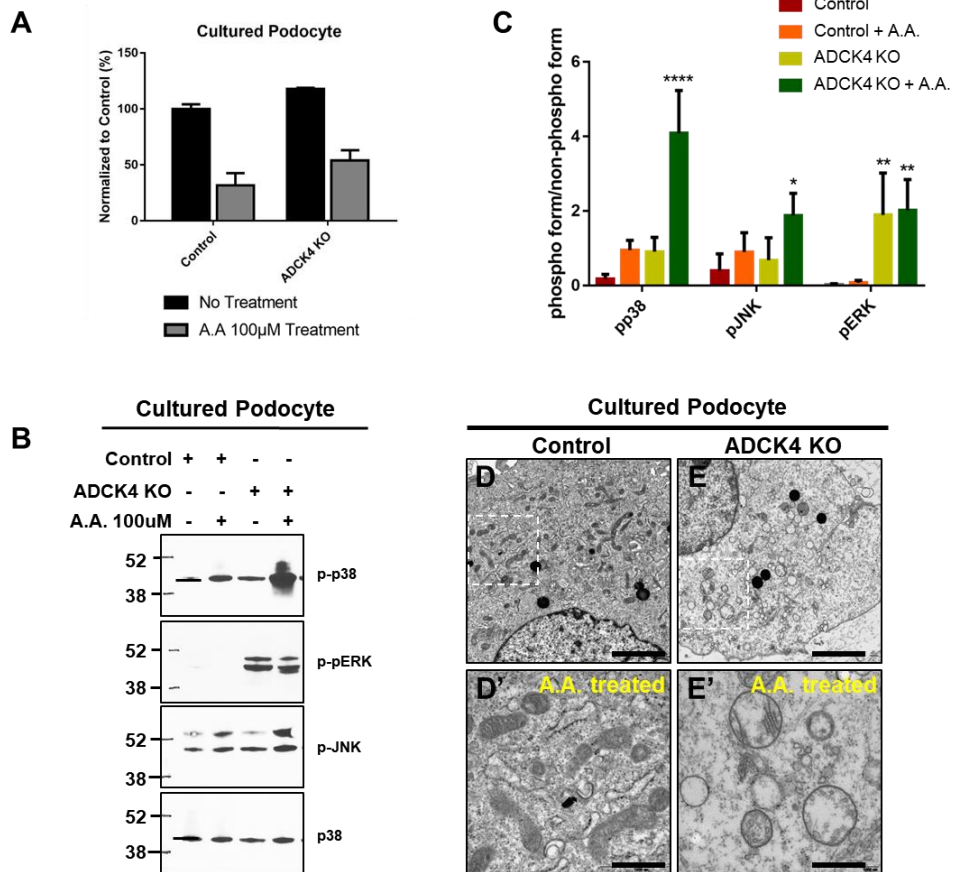 A
Cultured Podocyte
Normalized to Control (%)
150
100
50
0
Control
ADCK4 KO
No Treatment
A.A 100µM Treatment
C
Control
Control + A.A.
ADCK4 KO
ADCK4 KO + A.A.
phospho form/non-phospho form
6
4
2
0
****
*
**
**
pp38
pJNK
pERK
B
Cultured Podocyte
Control + + - -
ADCK4 KO - - + +
A.A. 100uM - + - +
52
38
p-p38
52
38
p-pERK
52
38
p-JNK
52
38
p38
Cultured Podocyte
Control
ADCK4 KO
D
E
D'
A.A. treated
E'
A.A. treated